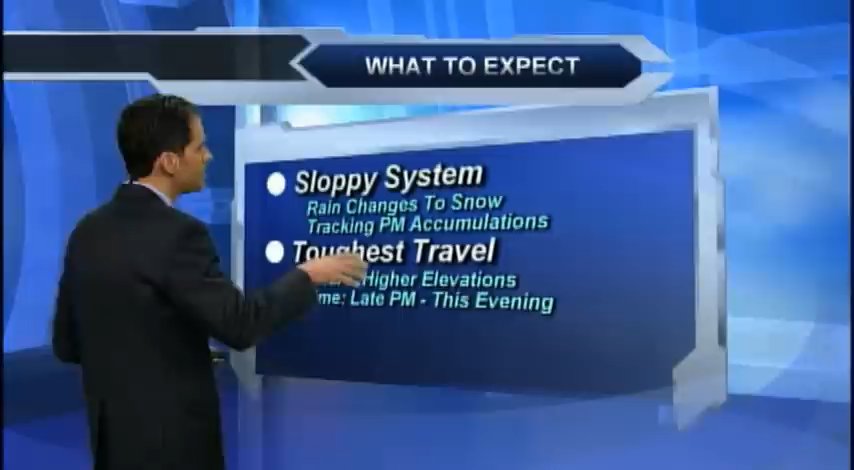 WHAT TO EXPECT
Sloppy System
Rain Changes To Snow
Tracking PM Accumulations
Toughest Travel
Higher Elevations
Time: Late PM - This Evening